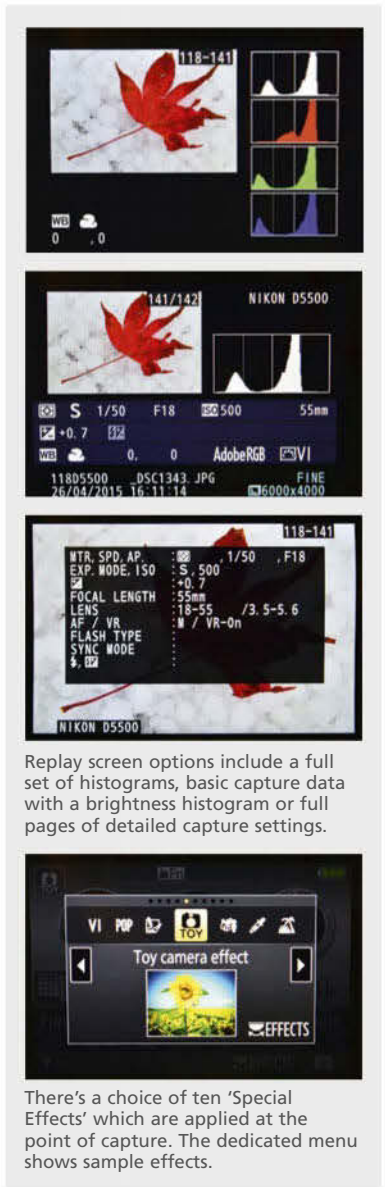 118-141
WB
0 , 0
141/142 NIKON D5500
S 1/50 F18 ISO 500 55mm
+0. 7
WB 0, 0 AdobeRGB VI
118D5500 _DSC1343. JPG FINE
26/04/2015 16:11:14 6000x4000
118-141
MTR, SPD, AP. : , 1/50 , F18
EXP. MODE, ISO : S, 500
:+0. 7
FOCAL LENGTH :55mm
LENS :18-55 /3. 5-5. 6
AF / VR :M / VR-On
FLASH TYPE :
SYNC MODE :
, :
NIKON D5500
Replay screen options include a full
set of histograms, basic capture data
with a brightness histogram or full
pages of detailed capture settings.
VI POP TOY
Toy camera effect
EFFECTS
There's a choice of ten 'Special
Effects' which are applied at the
point of capture. The dedicated menu
shows sample effects.